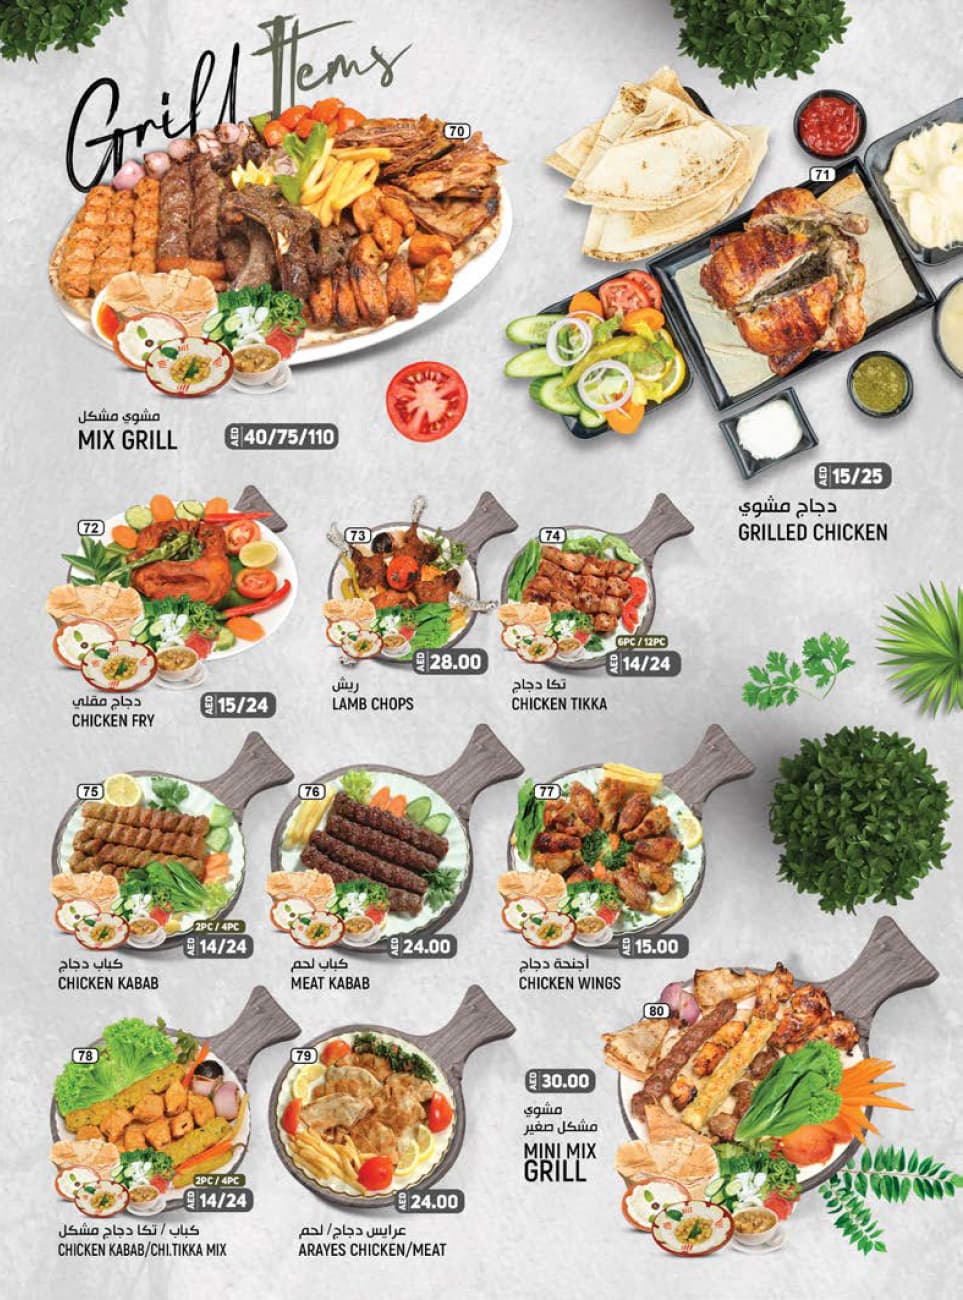 Grill Items
70
71
مشوي مشكل
MIX GRILL
AED 40/75/110
AED 15/25
دجاج مشوي
GRILLED CHICKEN
72
دجاج مقلي
CHICKEN FRY
AED 15/24
73
AED 28.00
ريش
LAMB CHOPS
74
6PC / 12PC
AED 14/24
تكا دجاج
CHICKEN TIKKA
75
2PC / 4PC
AED 14/24
كباب دجاج
CHICKEN KABAB
76
AED 24.00
كباب لحم
MEAT KABAB
77
AED 15.00
أجنحة دجاج
CHICKEN WINGS
78
2PC / 4PC
AED 14/24
كباب / تكا دجاج مشكل
CHICKEN KABAB/CHI.TIKKA MIX
79
AED 24.00
عرايس دجاج/ لحم
ARAYES CHICKEN/MEAT
80
AED 30.00
مشوي
مشكل صغير
MINI MIX
GRILL